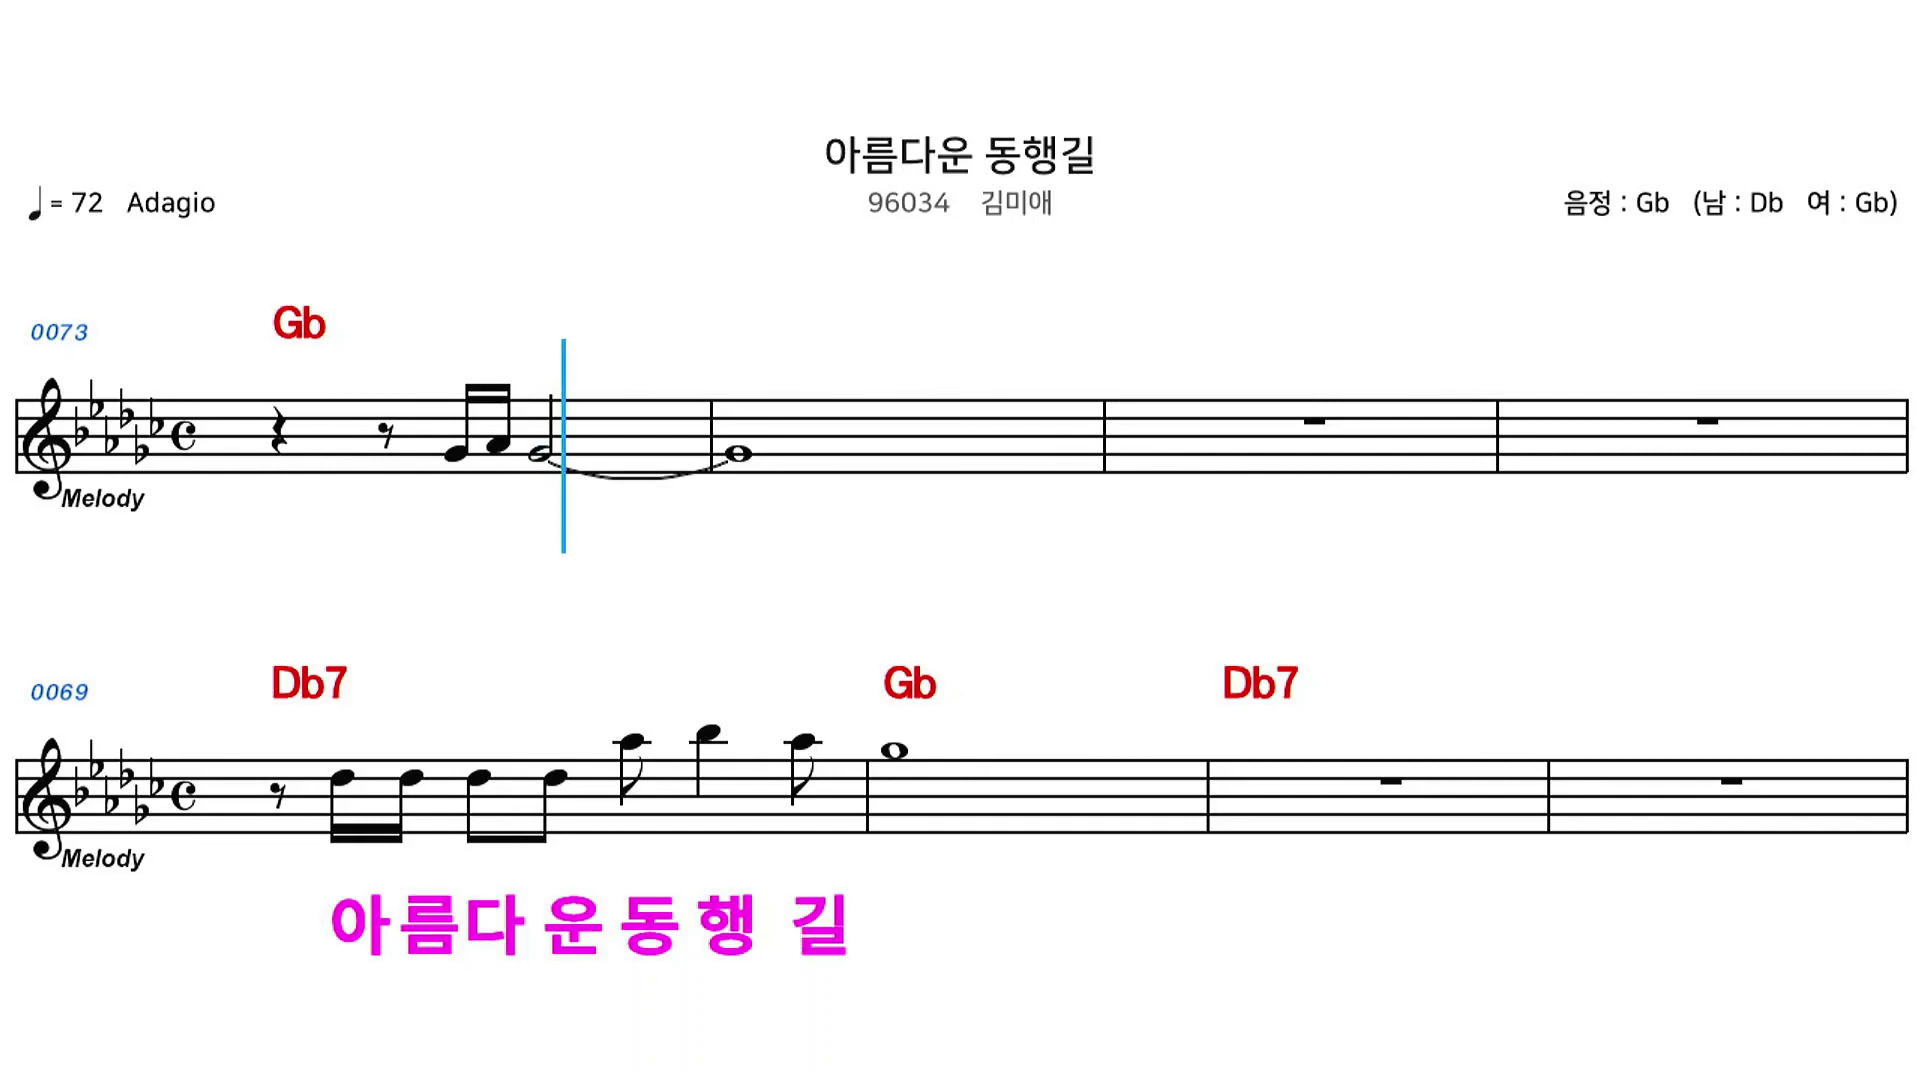 아름다운 동행길
♩ = 72 Adagio
96034 김미애
음정 : Gb (남 : Db 여 : Gb)
0073
Gb
Melody
0069
Db7 Gb Db7
Melody
아름다운동행 길